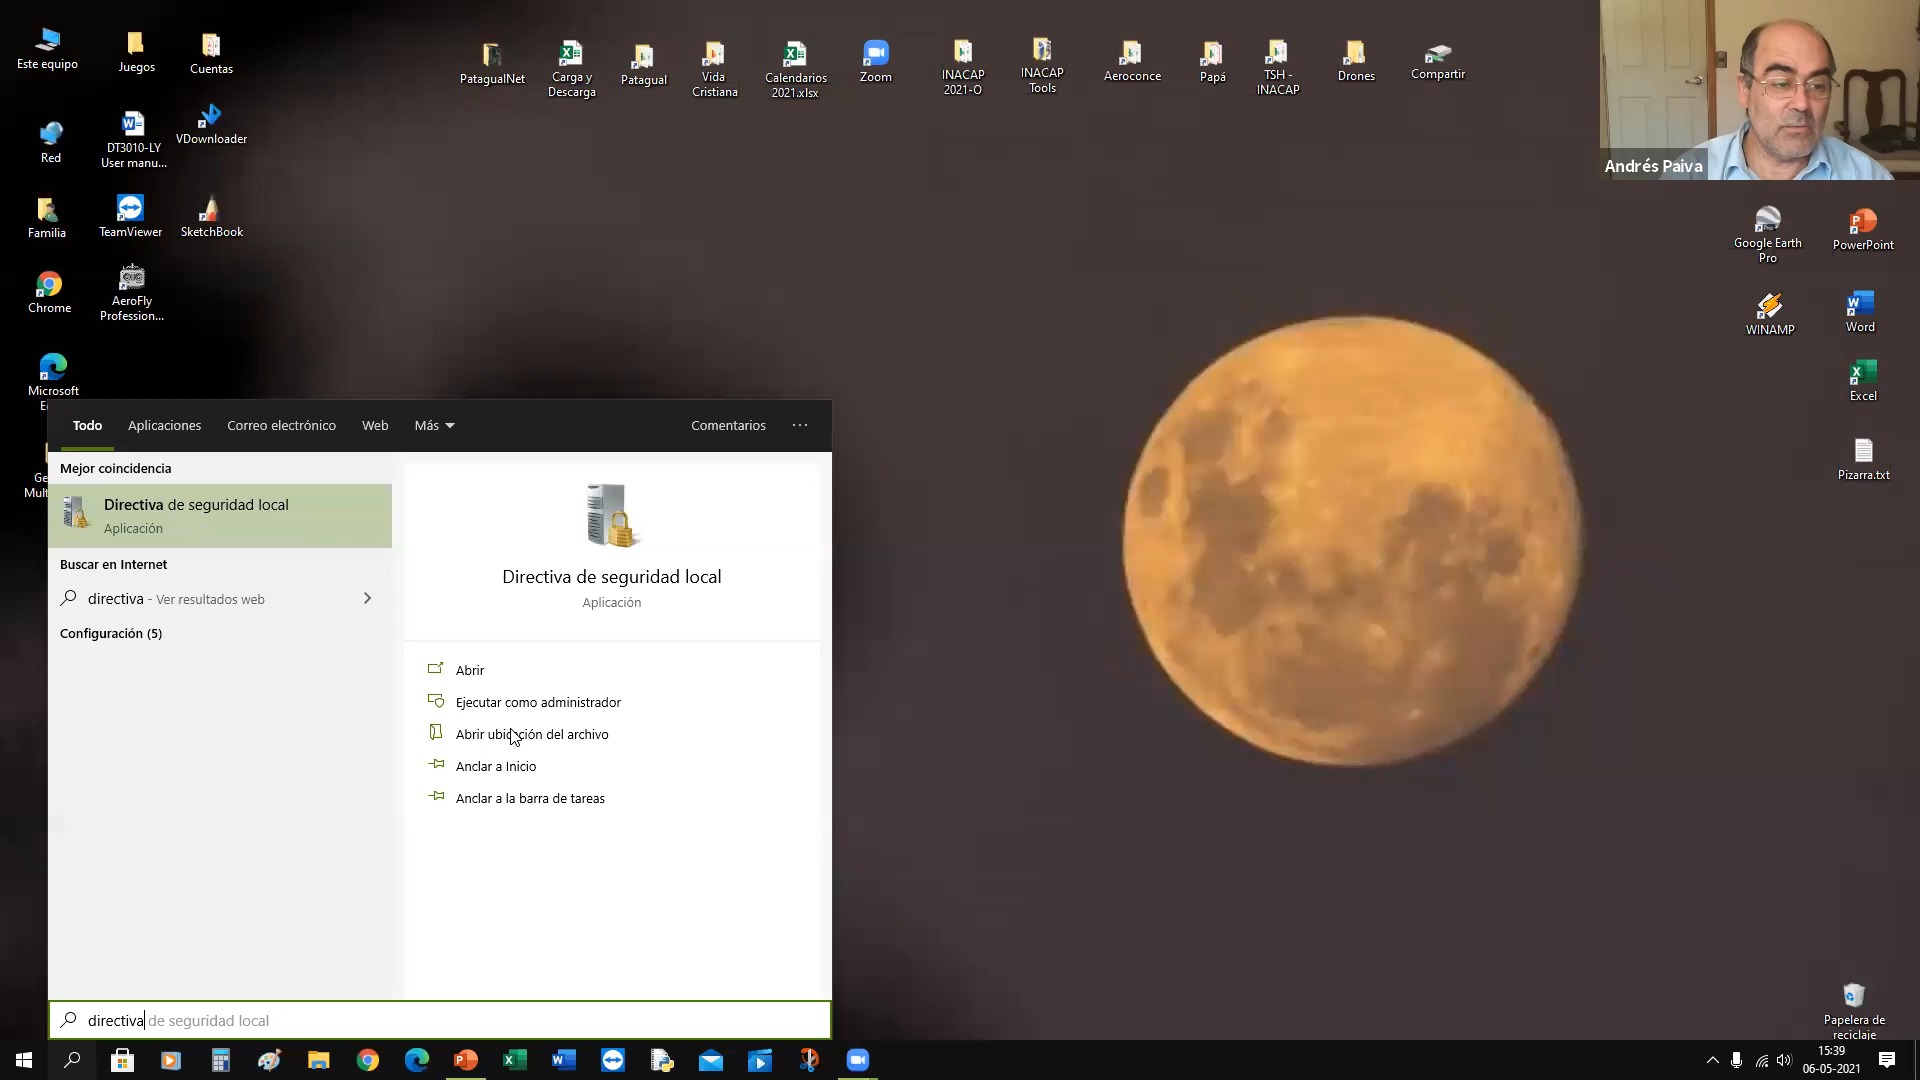 Este equipo
Juegos
Cuentas
PatagualNet
Carga y
Descarga
Patagual
Vida
Cristiana
Calendarios
2021.xlsx
Zoom
INACAP
2021-O
INACAP
Tools
Aeroconce
Papá
TSH -
INACAP
Drones
Compartir
Andrés Paiva
Red
DT3010-LY
User manu...
VDownloader
Familia
TeamViewer
SketchBook
Google Earth
Pro
PowerPoint
Chrome
AeroFly
Profession...
WINAMP
Word
Microsoft
Excel
Pizarra.txt
Todo
Aplicaciones
Correo electrónico
Web
Más
Comentarios
...
Mejor coincidencia
Directiva de seguridad local
Aplicación
Buscar en Internet
directiva - Ver resultados web
Configuración (5)
Directiva de seguridad local
Aplicación
Abrir
Ejecutar como administrador
Abrir ubicación del archivo
Anclar a Inicio
Anclar a la barra de tareas
directiva de seguridad local
Papelera de
reciclaje
15:39
06-05-2021